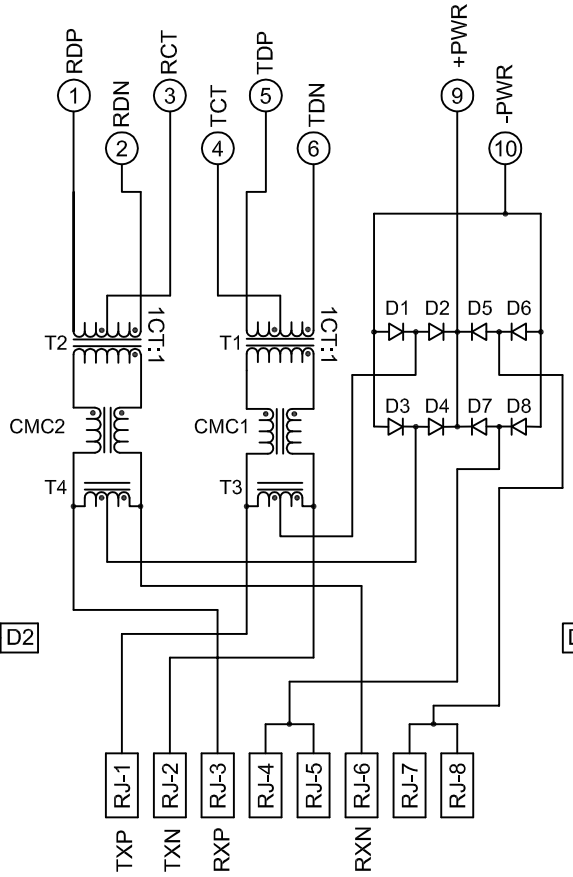 RDP
RDN
RCT
TCT
TDP
TDN
+PWR
-PWR
1
2
3
4
5
6
9
10
1CT:1
1CT:1
T2
T1
D1
D2
D5
D6
CMC2
CMC1
D3
D4
D7
D8
T4
T3
D2
RJ-1
RJ-2
RJ-3
RJ-4
RJ-5
RJ-6
RJ-7
RJ-8
TXP
TXN
RXP
RXN